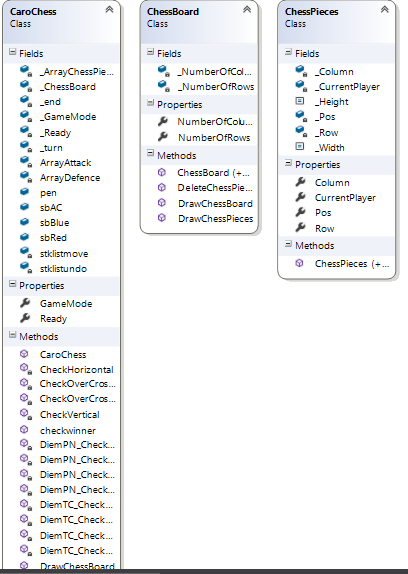 CaroChess
Class
Fields
_ArrayChessPie...
_ChessBoard
_end
_GameMode
_Ready
_turn
ArrayAttack
ArrayDefence
pen
sbAC
sbBlue
sbRed
stklistmove
stklistundo
Properties
GameMode
Ready
Methods
CaroChess
CheckHorizontal
CheckOverCros...
CheckOverCros...
CheckVertical
checkwinner
DiemPN_Check...
DiemPN_Check...
DiemPN_Check...
DiemPN_Check...
DiemTC_Check...
DiemTC_Check...
DiemTC_Check...
DiemTC_Check...
DrawChessBoard
ChessBoard
Class
Fields
_NumberOfCol...
_NumberOfRows
Properties
NumberOfColu...
NumberOfRows
Methods
ChessBoard (+...
DeleteChessPie...
DrawChessBoard
DrawChessPieces
ChessPieces
Class
Fields
_Column
_CurrentPlayer
_Height
_Pos
_Row
_Width
Properties
Column
CurrentPlayer
Pos
Row
Methods
ChessPieces (+...